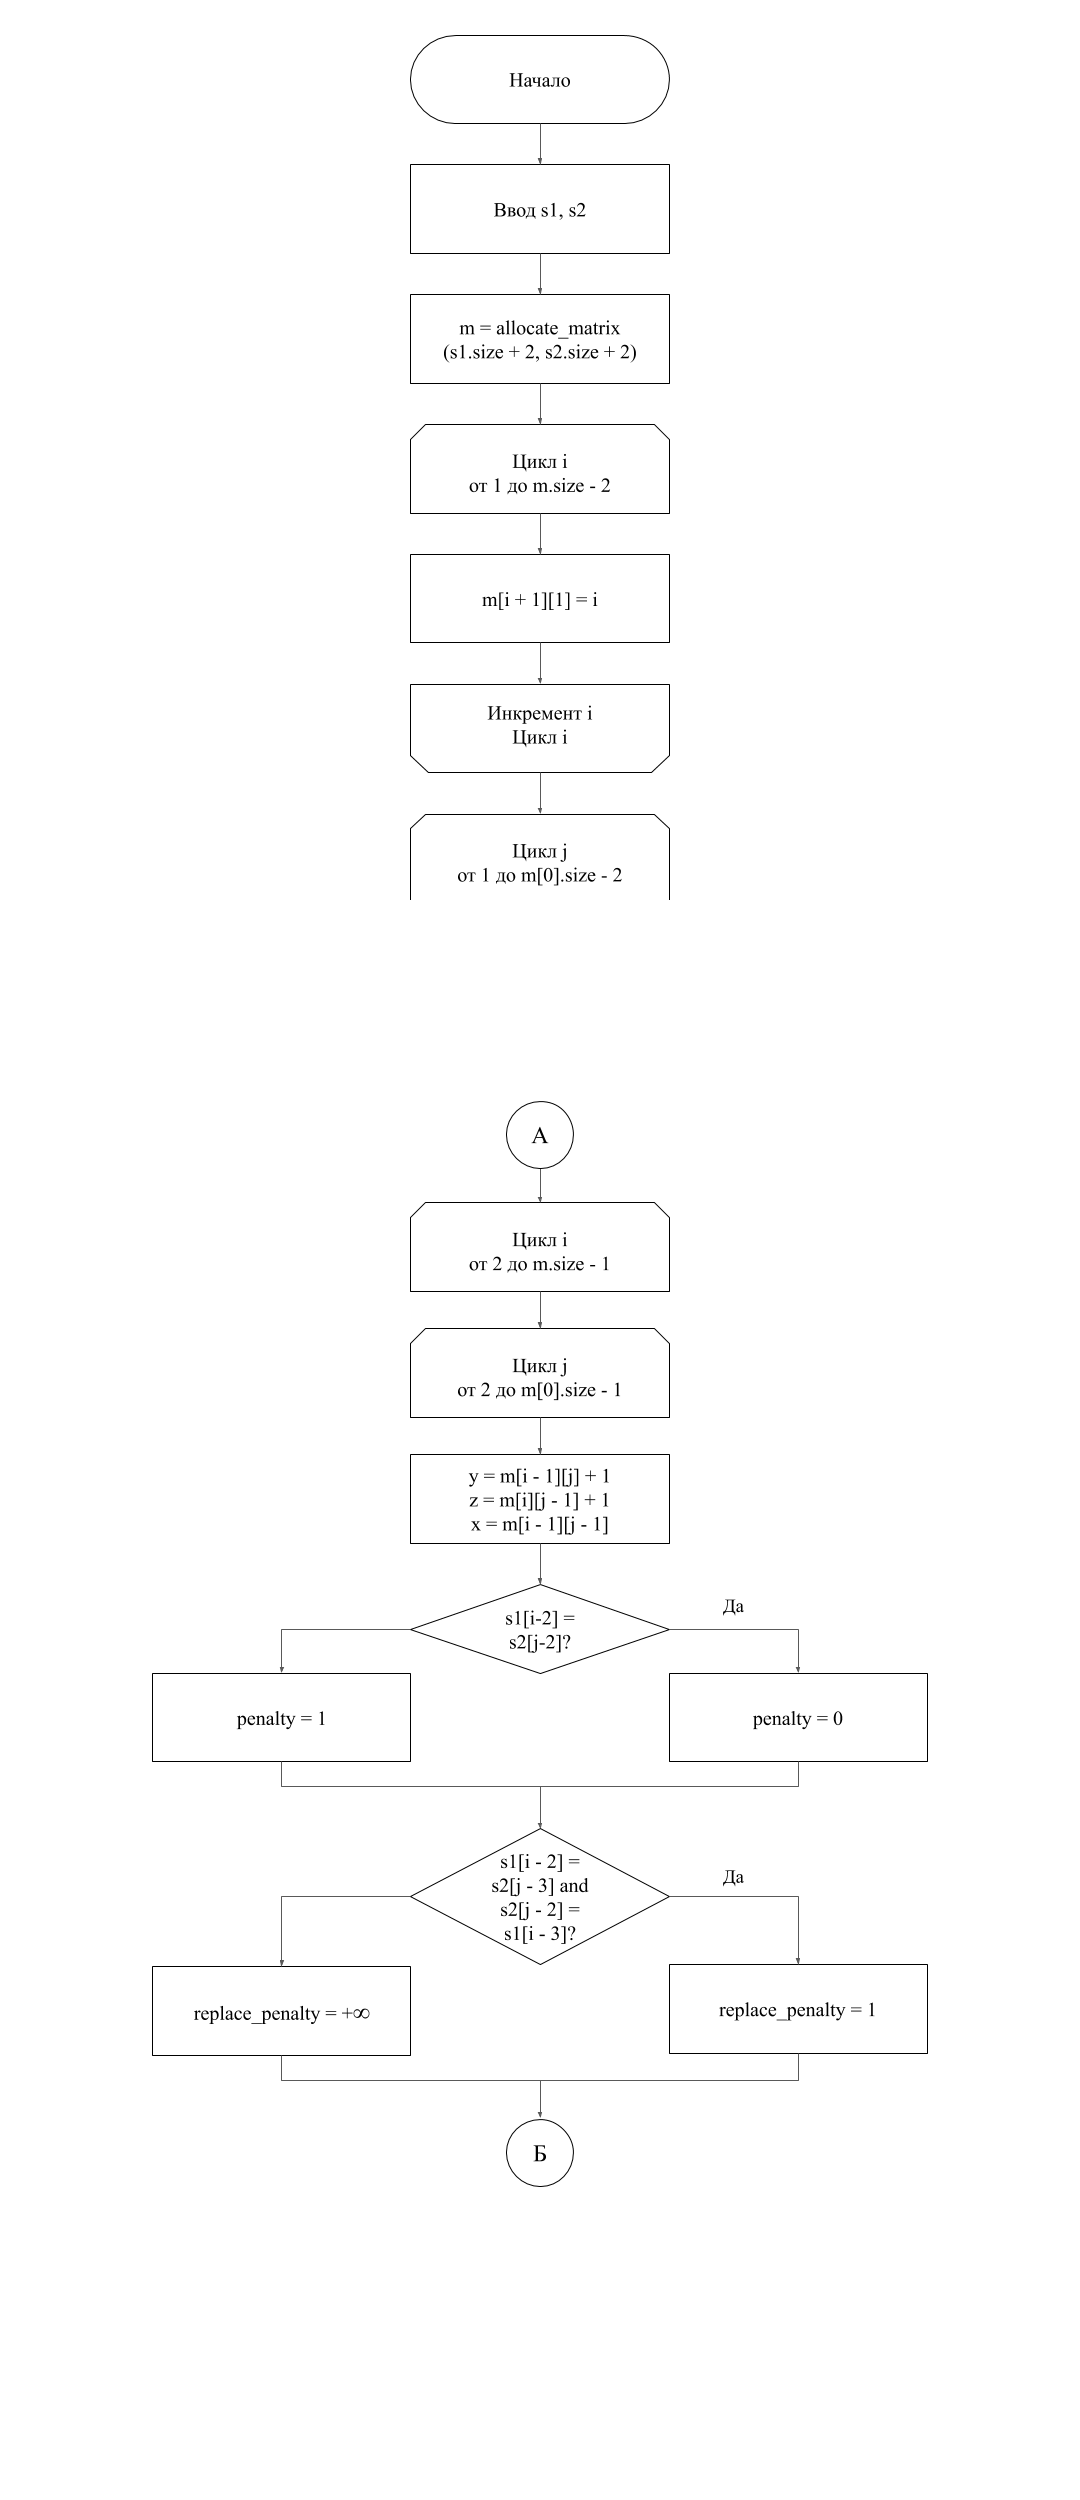 Начало
Ввод s1, s2
m = allocate_matrix
(s1.size + 2, s2.size + 2)
Цикл i
от 1 до m.size - 2
m[i + 1][1] = i
Инкремент i
Цикл i
Цикл j
от 1 до m[0].size - 2
А
Цикл i
от 2 до m.size - 1
Цикл j
от 2 до m[0].size - 1
y = m[i - 1][j] + 1
z = m[i][j - 1] + 1
x = m[i - 1][j - 1]
s1[i-2] =
s2[j-2]?
Да
penalty = 1
penalty = 0
s1[i - 2] =
s2[j - 3] and
s2[j - 2] =
s1[i - 3]?
Да
replace_penalty = +∞
replace_penalty = 1
Б